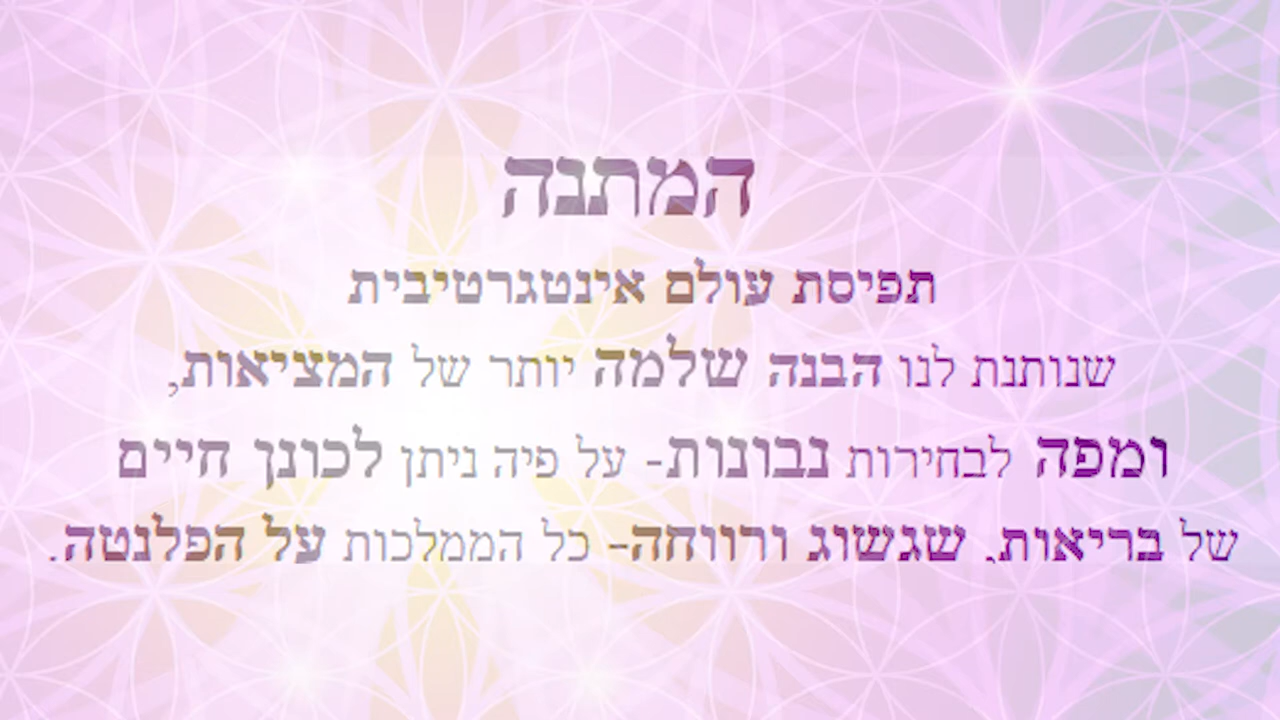 המתנה
תפיסת עולם אינטגרטיבית
שנותנת לנו הבנה שלמה יותר של המציאות,
ומפה לבחירות נבונות- על פיה ניתן לכונן חיים
של בריאות, שגשוג ורווחה- כל הממלכות על הפלנטה.